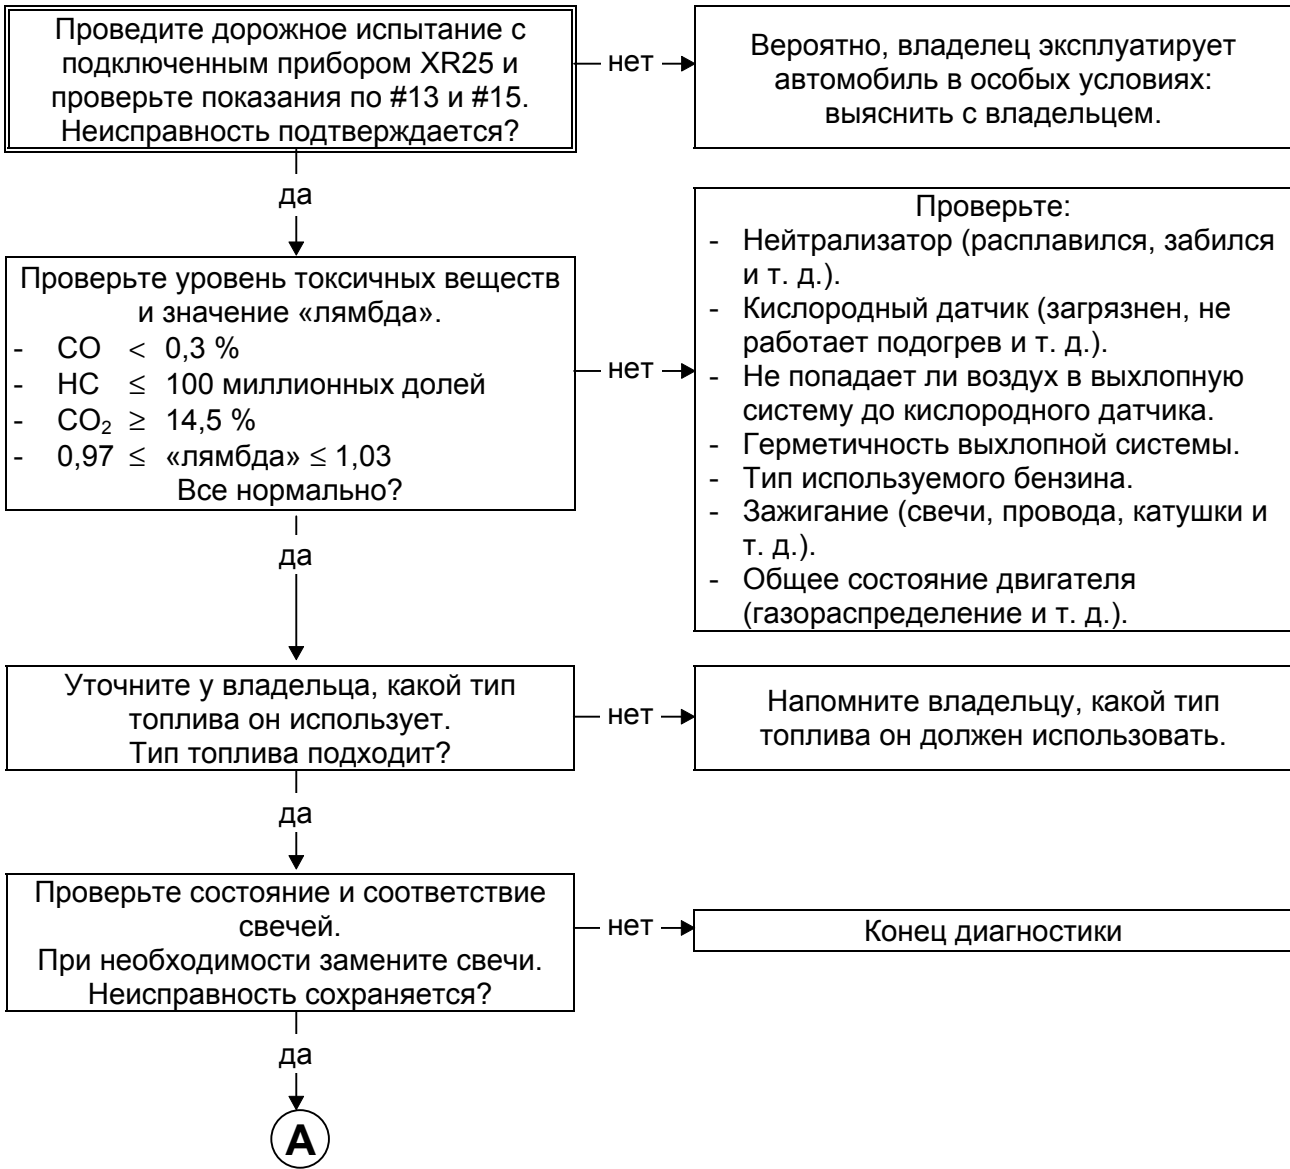 Проведите дорожное испытание с
подключенным прибором XR25 и
проверьте показания по #13 и #15.
Неисправность подтверждается?
нет
Вероятно, владелец эксплуатирует
автомобиль в особых условиях:
выяснить с владельцем.
да
Проверьте уровень токсичных веществ
и значение «лямбда».
- CO < 0,3 %
- HC ≤ 100 миллионных долей
- CO₂ ≥ 14,5 %
- 0,97 ≤ «лямбда» ≤ 1,03
Все нормально?
нет
Проверьте:
- Нейтрализатор (расплавился, забился
и т. д.).
- Кислородный датчик (загрязнен, не
работает подогрев и т. д.).
- Не попадает ли воздух в выхлопную
систему до кислородного датчика.
- Герметичность выхлопной системы.
- Тип используемого бензина.
- Зажигание (свечи, провода, катушки и
т. д.).
- Общее состояние двигателя
(газораспределение и т. д.).
да
Уточните у владельца, какой тип
топлива он использует.
Тип топлива подходит?
нет
Напомните владельцу, какой тип
топлива он должен использовать.
да
Проверьте состояние и соответствие
свечей.
При необходимости замените свечи.
Неисправность сохраняется?
нет
Конец диагностики
да
A